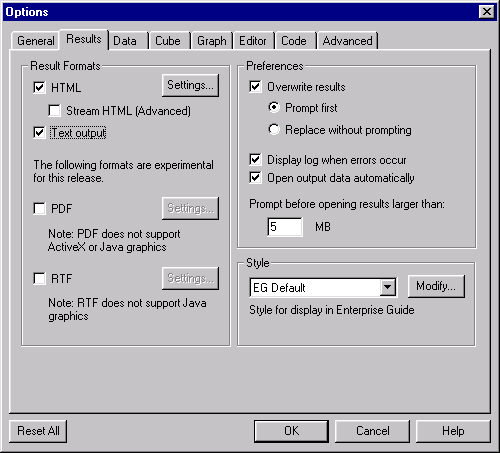 Options
General Results Data Cube Graph Editor Code Advanced
Result Formats
HTML Settings...
Stream HTML (Advanced)
Text output
The following formats are experimental
for this release.
PDF Settings...
Note: PDF does not support
ActiveX or Java graphics
RTF Settings...
Note: RTF does not support Java
graphics
Preferences
Overwrite results
Prompt first
Replace without prompting
Display log when errors occur
Open output data automatically
Prompt before opening results larger than:
5 MB
Style
EG Default Modify...
Style for display in Enterprise Guide
Reset All OK Cancel Help